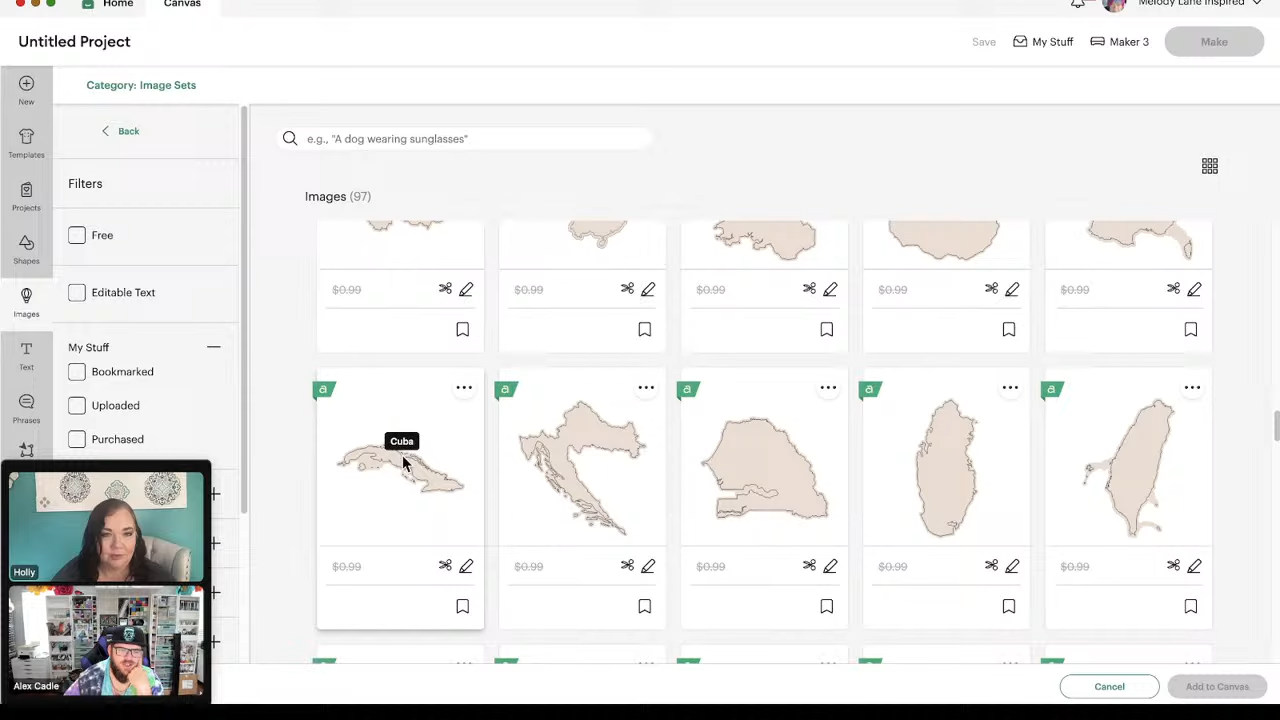 Home
Canvas
Melody Lane Inspired
Untitled Project
Save
My Stuff
Maker 3
Make
New
Templates
Projects
Shapes
Images
Text
Phrases
Category: Image Sets
Back
Filters
Free
Editable Text
My Stuff
Bookmarked
Uploaded
Purchased
e.g., "A dog wearing sunglasses"
Images (97)
$0.99
$0.99
$0.99
$0.99
$0.99
a
a
a
a
a
Cuba
$0.99
$0.99
$0.99
$0.99
$0.99
Holly
Alex Cadle
Cancel
Add to Canvas